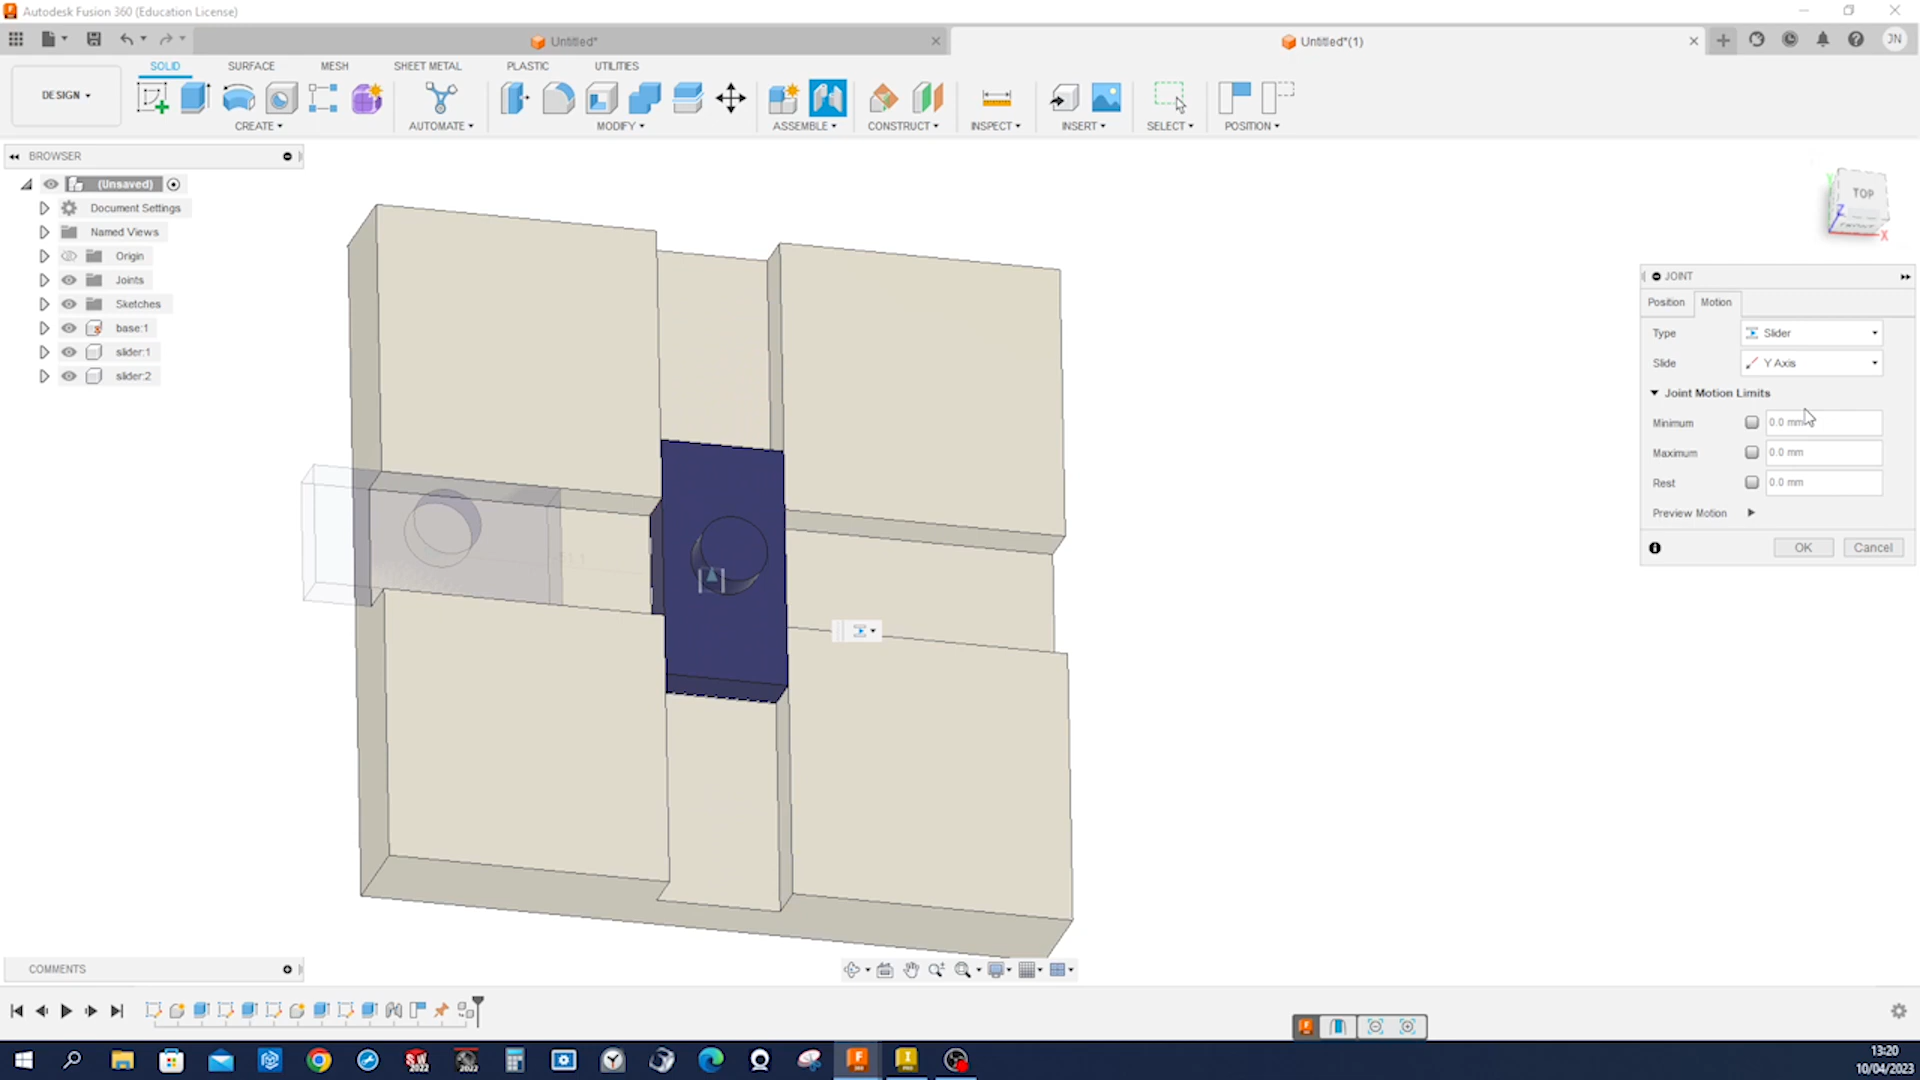 Autodesk Fusion 360 (Education License)
Untitled*
Untitled*(1)
JN
DESIGN
SOLID
SURFACE
MESH
SHEET METAL
PLASTIC
UTILITIES
CREATE
AUTOMATE
MODIFY
ASSEMBLE
CONSTRUCT
INSPECT
INSERT
SELECT
POSITION
BROWSER
(Unsaved)
Document Settings
Named Views
Origin
Joints
Sketches
base:1
slider:1
slider:2
TOP
Y
Z
X
JOINT
Position
Motion
Type
Slider
Slide
Y Axis
Joint Motion Limits
Minimum
0.0 mm
Maximum
0.0 mm
Rest
0.0 mm
Preview Motion
OK
Cancel
COMMENTS
13:20
10/04/2023